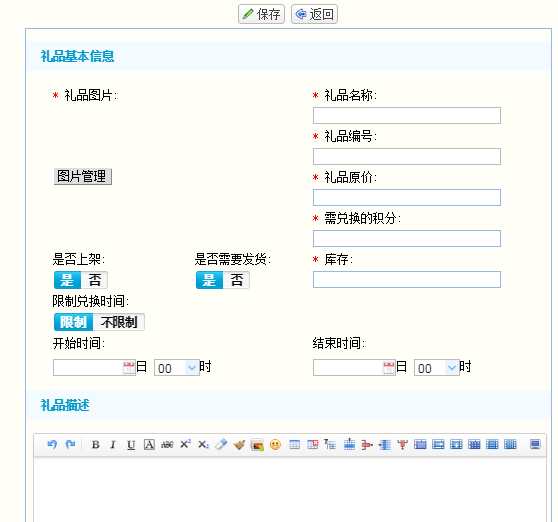 保存 返回
礼品基本信息
* 礼品图片:
* 礼品名称:
* 礼品编号:
图片管理
* 礼品原价:
* 需兑换的积分:
是否上架: 是否需要发货: * 库存:
是 否 是 否
限制兑换时间:
限制 不限制
开始时间: 结束时间:
日 00 时 日 00 时
礼品描述
B I U A ABC X² X₂